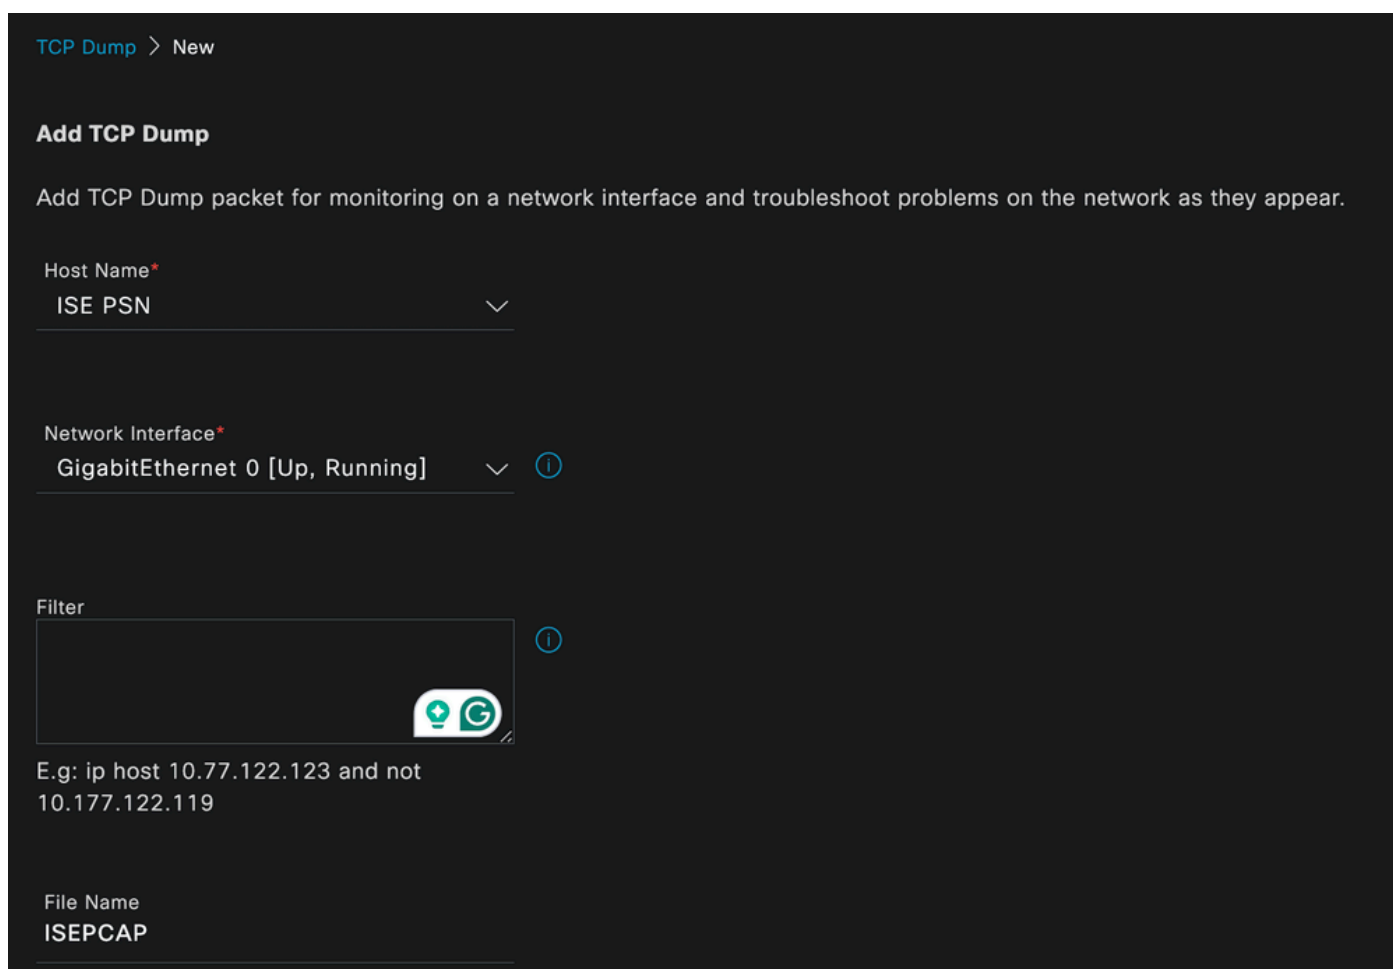 TCP Dump > New
Add TCP Dump
Add TCP Dump packet for monitoring on a network interface and troubleshoot problems on the network as they appear.
Host Name*
ISE PSN
Network Interface*
GigabitEthernet 0 [Up, Running]
Filter
E.g: ip host 10.77.122.123 and not
10.177.122.119
File Name
ISEPCAP